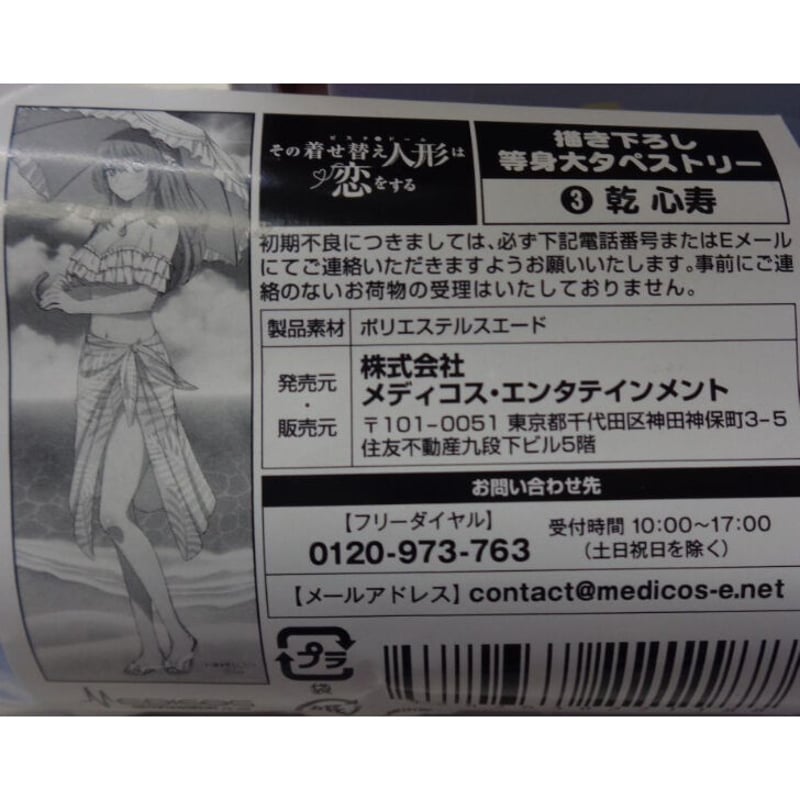 ビスク・ドール
その着せ替え人形は
恋をする
描き下ろし
等身大タペストリー
❸ 乾 心寿
初期不良につきましては、必ず下記電話番号またはEメール
にてご連絡いただきますようお願いいたします。事前にご連
絡のないお荷物の受理はいたしておりません。
製品素材 ポリエステルスエード
発売元・販売元
株式会社
メディコス・エンタテインメント
〒101-0051 東京都千代田区神田神保町3-5
住友不動産九段下ビル5階
お問い合わせ先
【フリーダイヤル】
0120-973-763
受付時間 10:00〜17:00
(土日祝日を除く)
【メールアドレス】contact@medicos-e.net
プラ
袋
MEDICOS